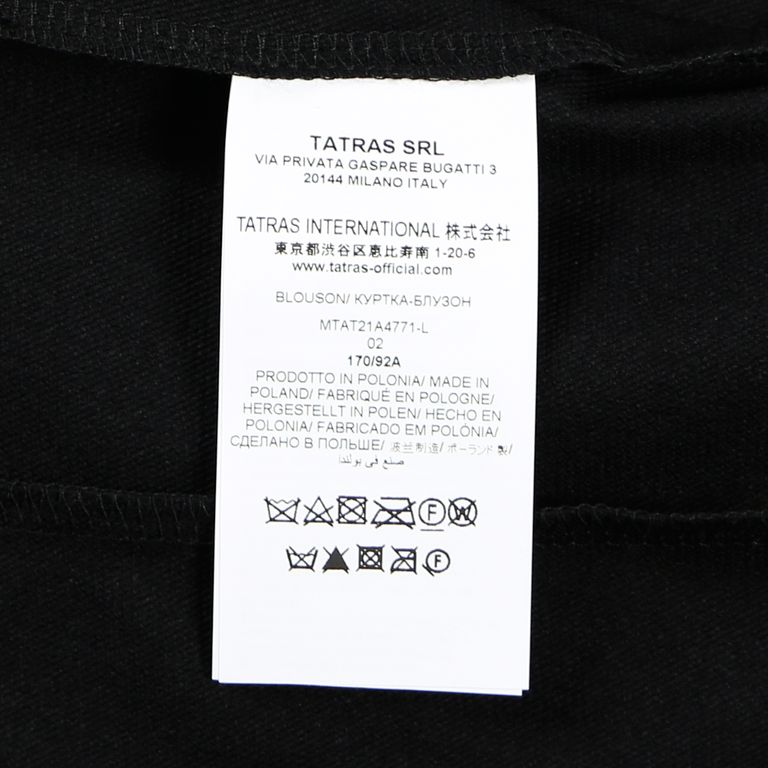 TATRAS SRL
VIA PRIVATA GASPARE BUGATTI 3
20144 MILANO ITALY
TATRAS INTERNATIONAL 株式会社
東京都渋谷区恵比寿南 1-20-6
www.tatras-official.com
BLOUSON/ КУРТКА-БЛУЗОН
MTAT21A4771-L
02
170/92A
PRODOTTO IN POLONIA/ MADE IN
POLAND/ FABRIQUÉ EN POLOGNE/
HERGESTELLT IN POLEN/ HECHO EN
POLONIA/ FABRICADO EM POLÓNIA/
СДЕЛАНО В ПОЛЬШЕ/ 波兰制造/ ポーランド 製/
صنع في بولندا
F W
F